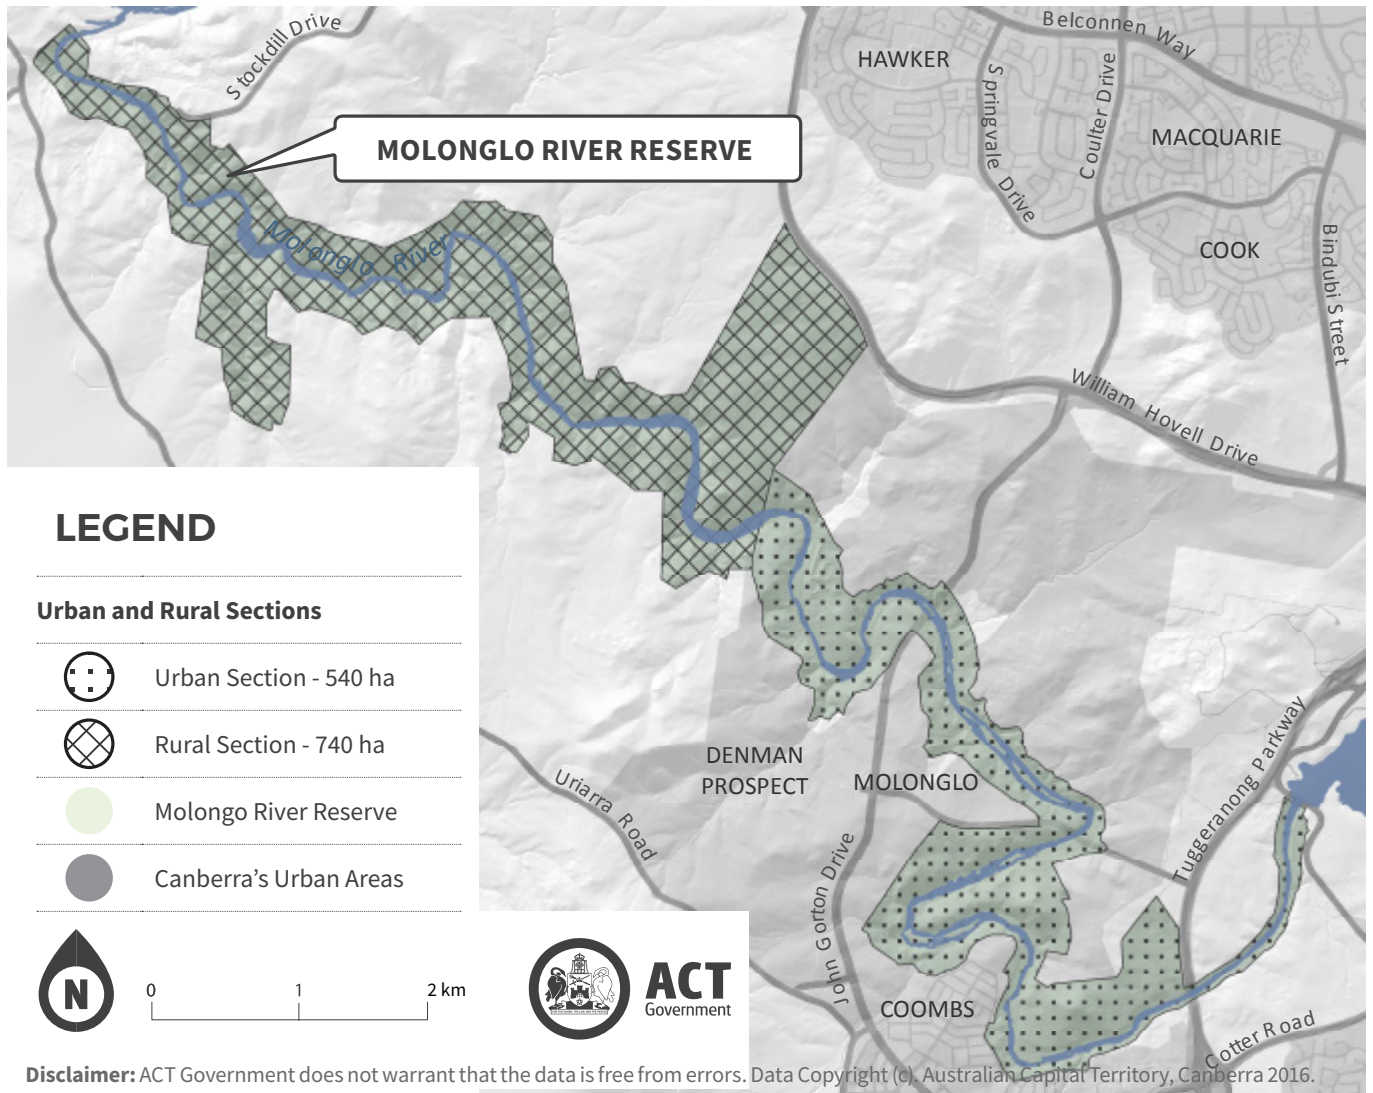 Stockdill Drive
Belconnen Way
HAWKER
Springvale Drive
Coulter Drive
MACQUARIE
MOLONGLO RIVER RESERVE
Molonglo River
COOK
Bindubi Street
William Hovell Drive
LEGEND
Urban and Rural Sections
Urban Section - 540 ha
Rural Section - 740 ha
Molongo River Reserve
Canberra's Urban Areas
N
0 1 2 km
DENMAN
PROSPECT
MOLONGLO
Uriarra Road
Tuggeranong Parkway
John Gorton Drive
COOMBS
Cotter Road
ACT
Government
Disclaimer: ACT Government does not warrant that the data is free from errors. Data Copyright (c). Australian Capital Territory, Canberra 2016.